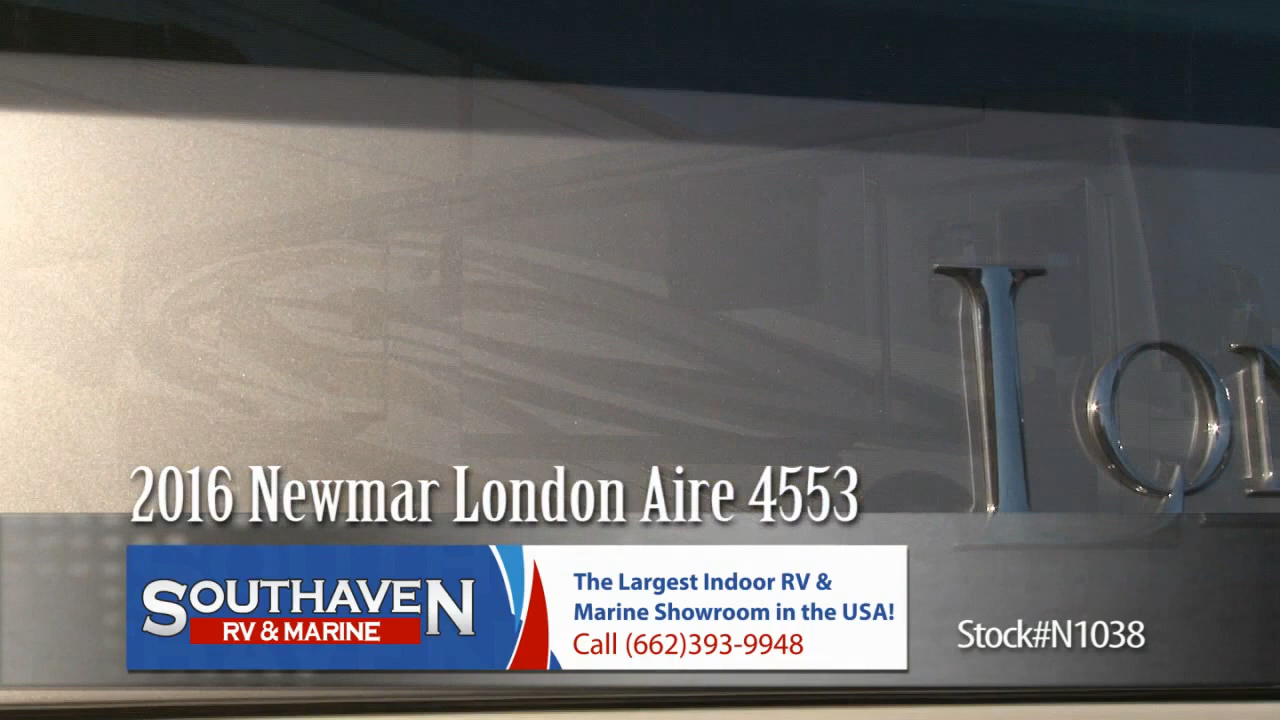 Lon
2016 Newmar London Aire 4553
SOUTHAVEN
RV & MARINE
The Largest Indoor RV &
Marine Showroom in the USA!
Call (662)393-9948
Stock#N1038